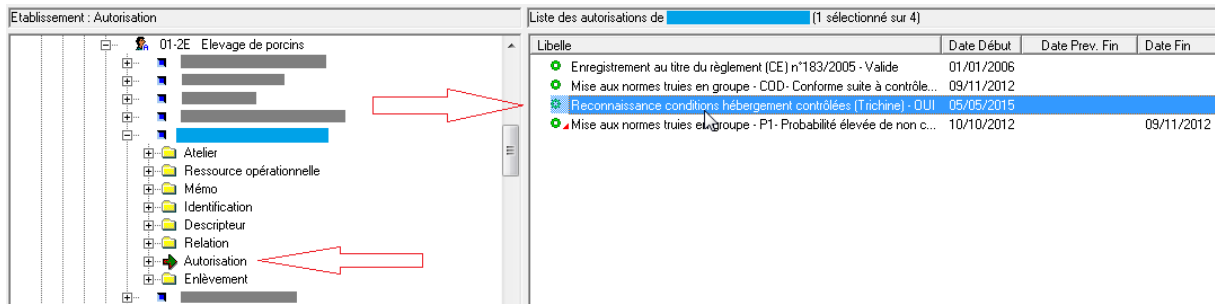 Etablissement : Autorisation
01-2E Elevage de porcins
Atelier
Ressource opérationnelle
Mémo
Identification
Descripteur
Relation
Autorisation
Enlèvement
Liste des autorisations de (1 sélectionné sur 4)
Libelle Date Début Date Prev. Fin Date Fin
Enregistrement au titre du règlement (CE) n°183/2005 - Valide 01/01/2006
Mise aux normes truies en groupe - COD- Conforme suite à contrôle... 09/11/2012
Reconnaissance conditions hébergement contrôlées (Trichine) - OUI 05/05/2015
Mise aux normes truies en groupe - P1- Probabilité élevée de non c... 10/10/2012 09/11/2012